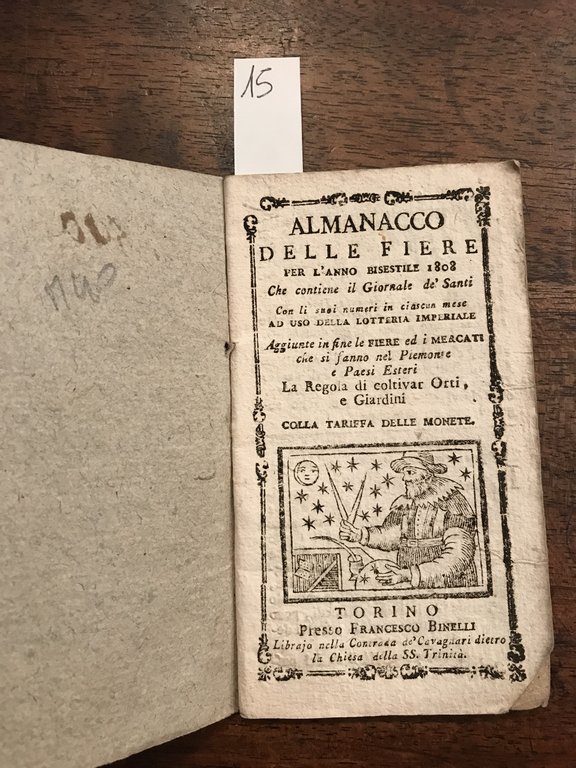 15
ALMANACCO
DELLE FIERE
PER L'ANNO BISESTILE 1808
Che contiene il Giornale de' Santi
Con li suoi numeri in ciascun mese
AD USO DELLA LOTTERIA IMPERIALE
Aggiunte in fine le FIERE ed i MERCATI
che si fanno nel Piemonte
e Paesi Esteri
La Regola di coltivar Orti,
e Giardini
COLLA TARIFFA DELLE MONETE.
TORINO
Presso FRANCESCO BINELLI
Librajo nella Contrada de' Cavagnari dietro
la Chiesa della SS. Trinità.